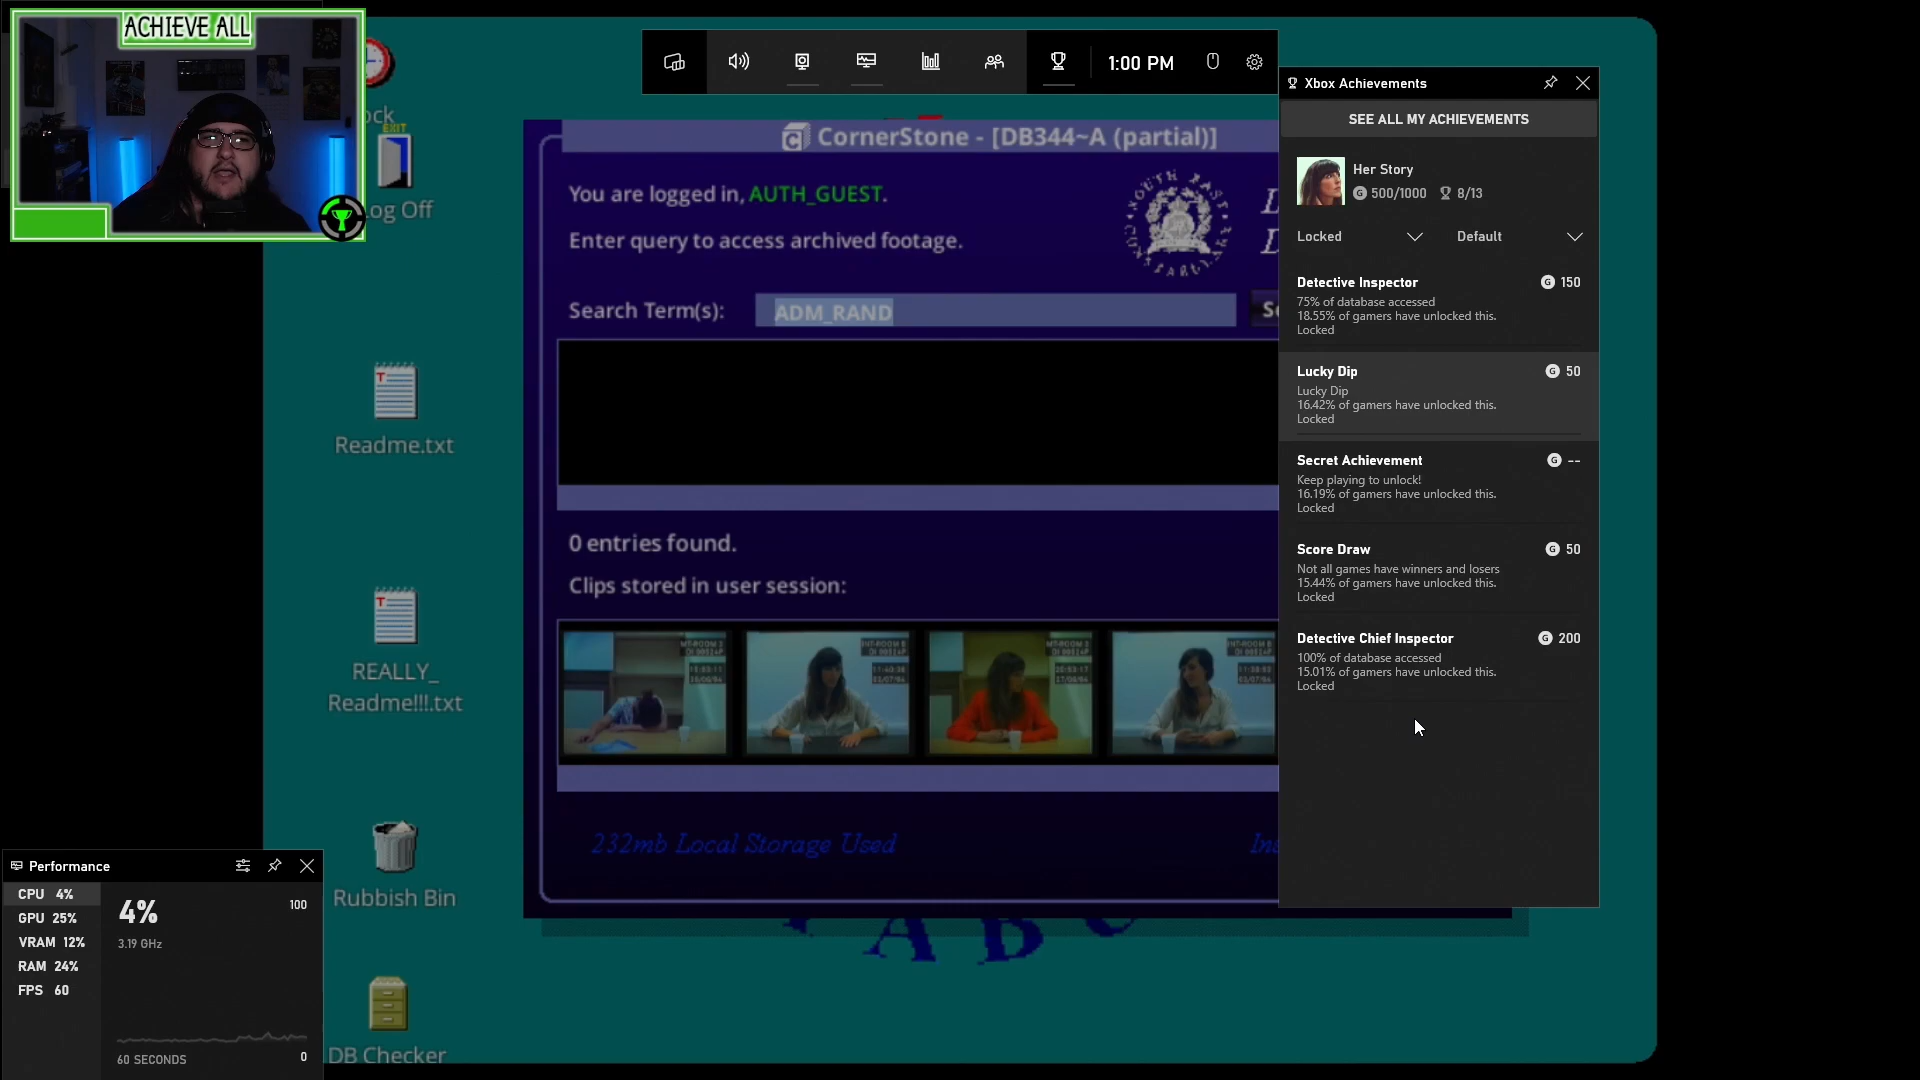 ACHIEVE ALL
ock
EXIT
og Off
Readme.txt
REALLY_
Readme!!!.txt
Rubbish Bin
DB Checker
1:00 PM
CornerStone - [DB344~A (partial)]
You are logged in, AUTH_GUEST.
Enter query to access archived footage.
SOUTH EAST
Search Term(s): ADM_RAND
0 entries found.
Clips stored in user session:
232mb Local Storage Used
Ins
Xbox Achievements
SEE ALL MY ACHIEVEMENTS
Her Story
G 500/1000 8/13
Locked Default
Detective Inspector G 150
75% of database accessed
18.55% of gamers have unlocked this.
Locked
Lucky Dip G 50
Lucky Dip
16.42% of gamers have unlocked this.
Locked
Secret Achievement G --
Keep playing to unlock!
16.19% of gamers have unlocked this.
Locked
Score Draw G 50
Not all games have winners and losers
15.44% of gamers have unlocked this.
Locked
Detective Chief Inspector G 200
100% of database accessed
15.01% of gamers have unlocked this.
Locked
Performance
CPU 4%
GPU 25%
VRAM 12%
RAM 24%
FPS 60
4%
3.19 GHz
100
60 SECONDS
0